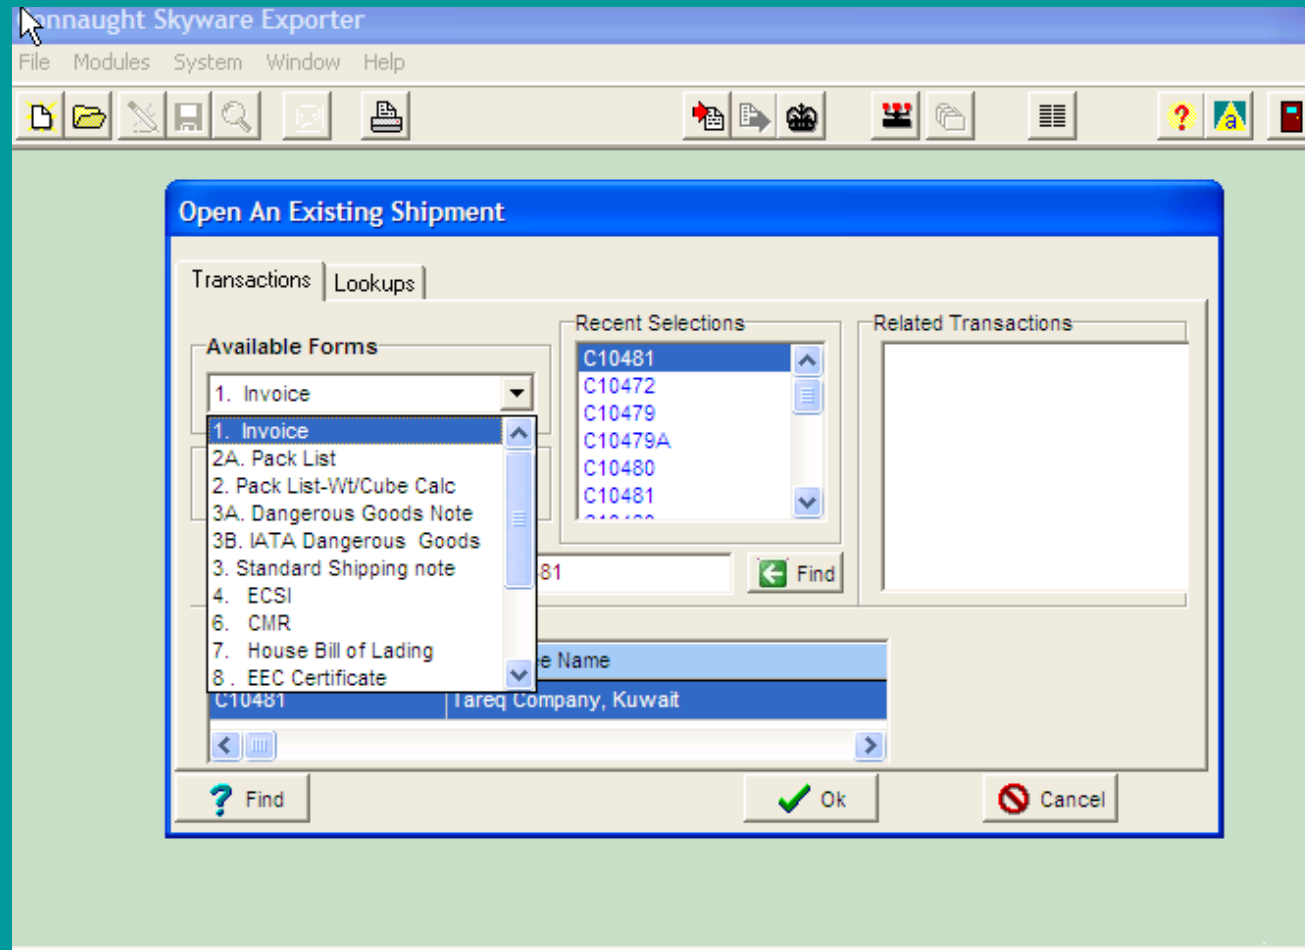 onnaught Skyware Exporter
File Modules System Window Help
Open An Existing Shipment
Transactions Lookups
Available Forms
1. Invoice
1. Invoice
2A. Pack List
2. Pack List-Wt/Cube Calc
3A. Dangerous Goods Note
3B. IATA Dangerous Goods
3. Standard Shipping note
4. ECSI
6. CMR
7. House Bill of Lading
8 . EEC Certificate
Recent Selections
C10481
C10472
C10479
C10479A
C10480
C10481
Related Transactions
81
Find
ee Name
C10481 Tareq Company, Kuwait
? Find
Ok
Cancel